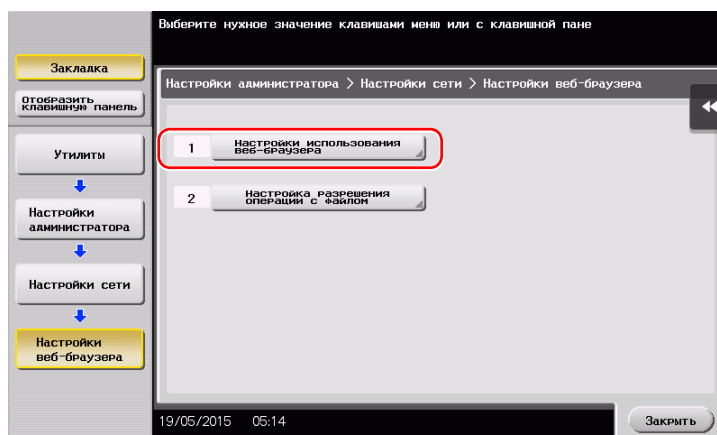 Выберите нужное значение клавишами меню или с клавишной пане
Закладка
Отобразить
клавишную панель
Настройки администратора > Настройки сети > Настройки веб-браузера
Утилиты
1 Настройки использования
веб-браузера
2 Настройка разрешения
операции с файлом
Настройки
администратора
Настройки сети
Настройки
веб-браузера
19/05/2015 05:14
Закрыть